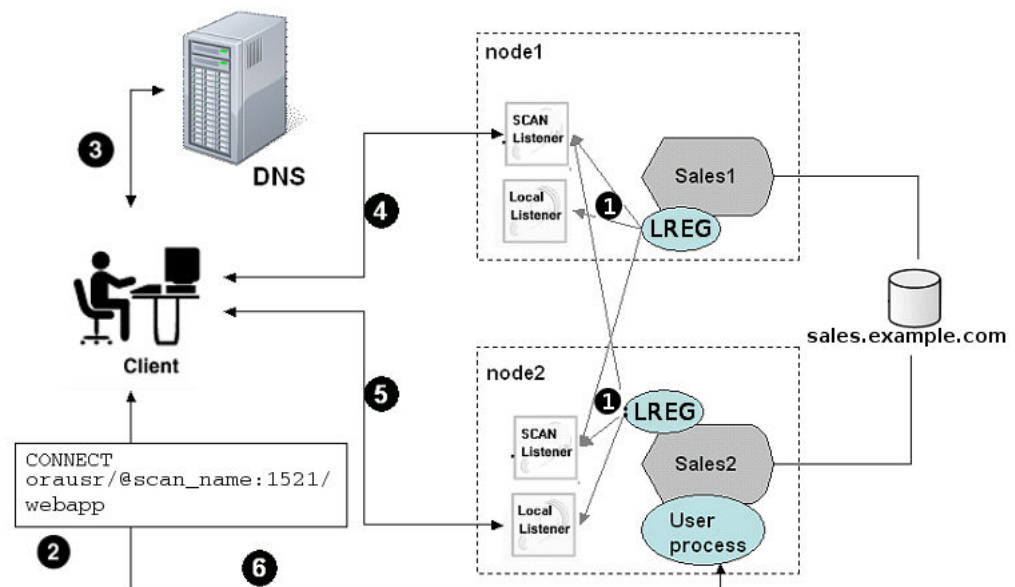 node1
SCAN
Listener
Local
Listener
Sales1
1
LREG
3
DNS
4
Client
sales.example.com
node2
1
LREG
5
SCAN
Listener
Sales2
Local
Listener
User
process
CONNECT
orausr/@scan_name:1521/
webapp
2
6